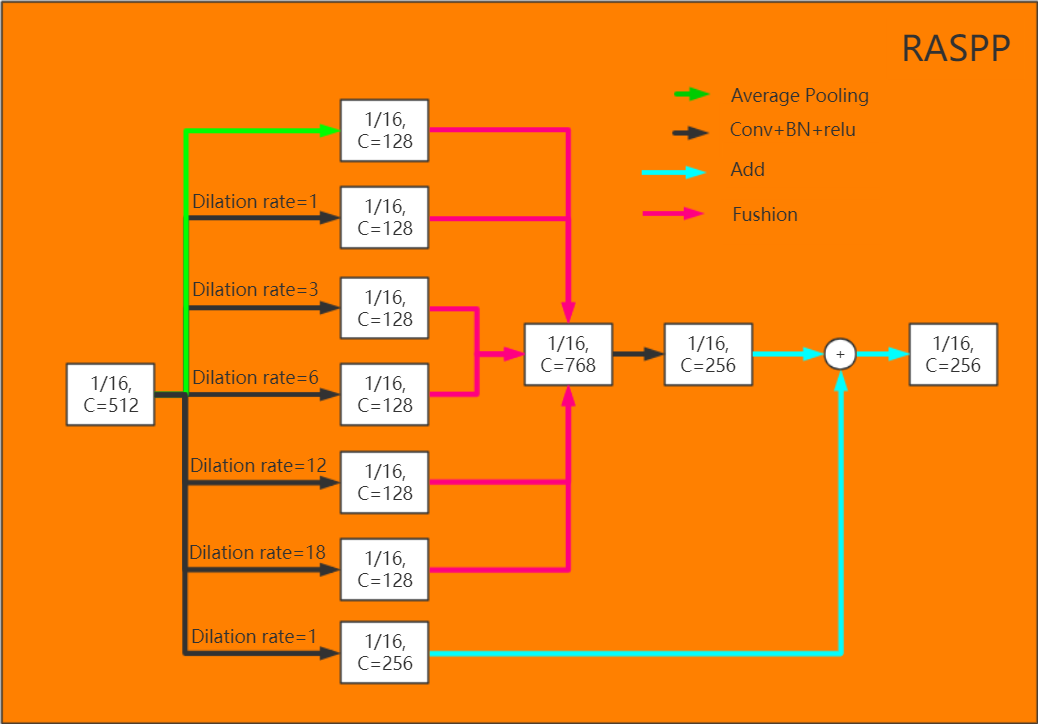 RASPP
Average Pooling
Conv+BN+relu
Add
Fushion
1/16,
C=512
1/16,
C=128
Dilation rate=1
1/16,
C=128
Dilation rate=3
1/16,
C=128
Dilation rate=6
1/16,
C=128
Dilation rate=12
1/16,
C=128
Dilation rate=18
1/16,
C=128
Dilation rate=1
1/16,
C=256
1/16,
C=768
1/16,
C=256
+
1/16,
C=256